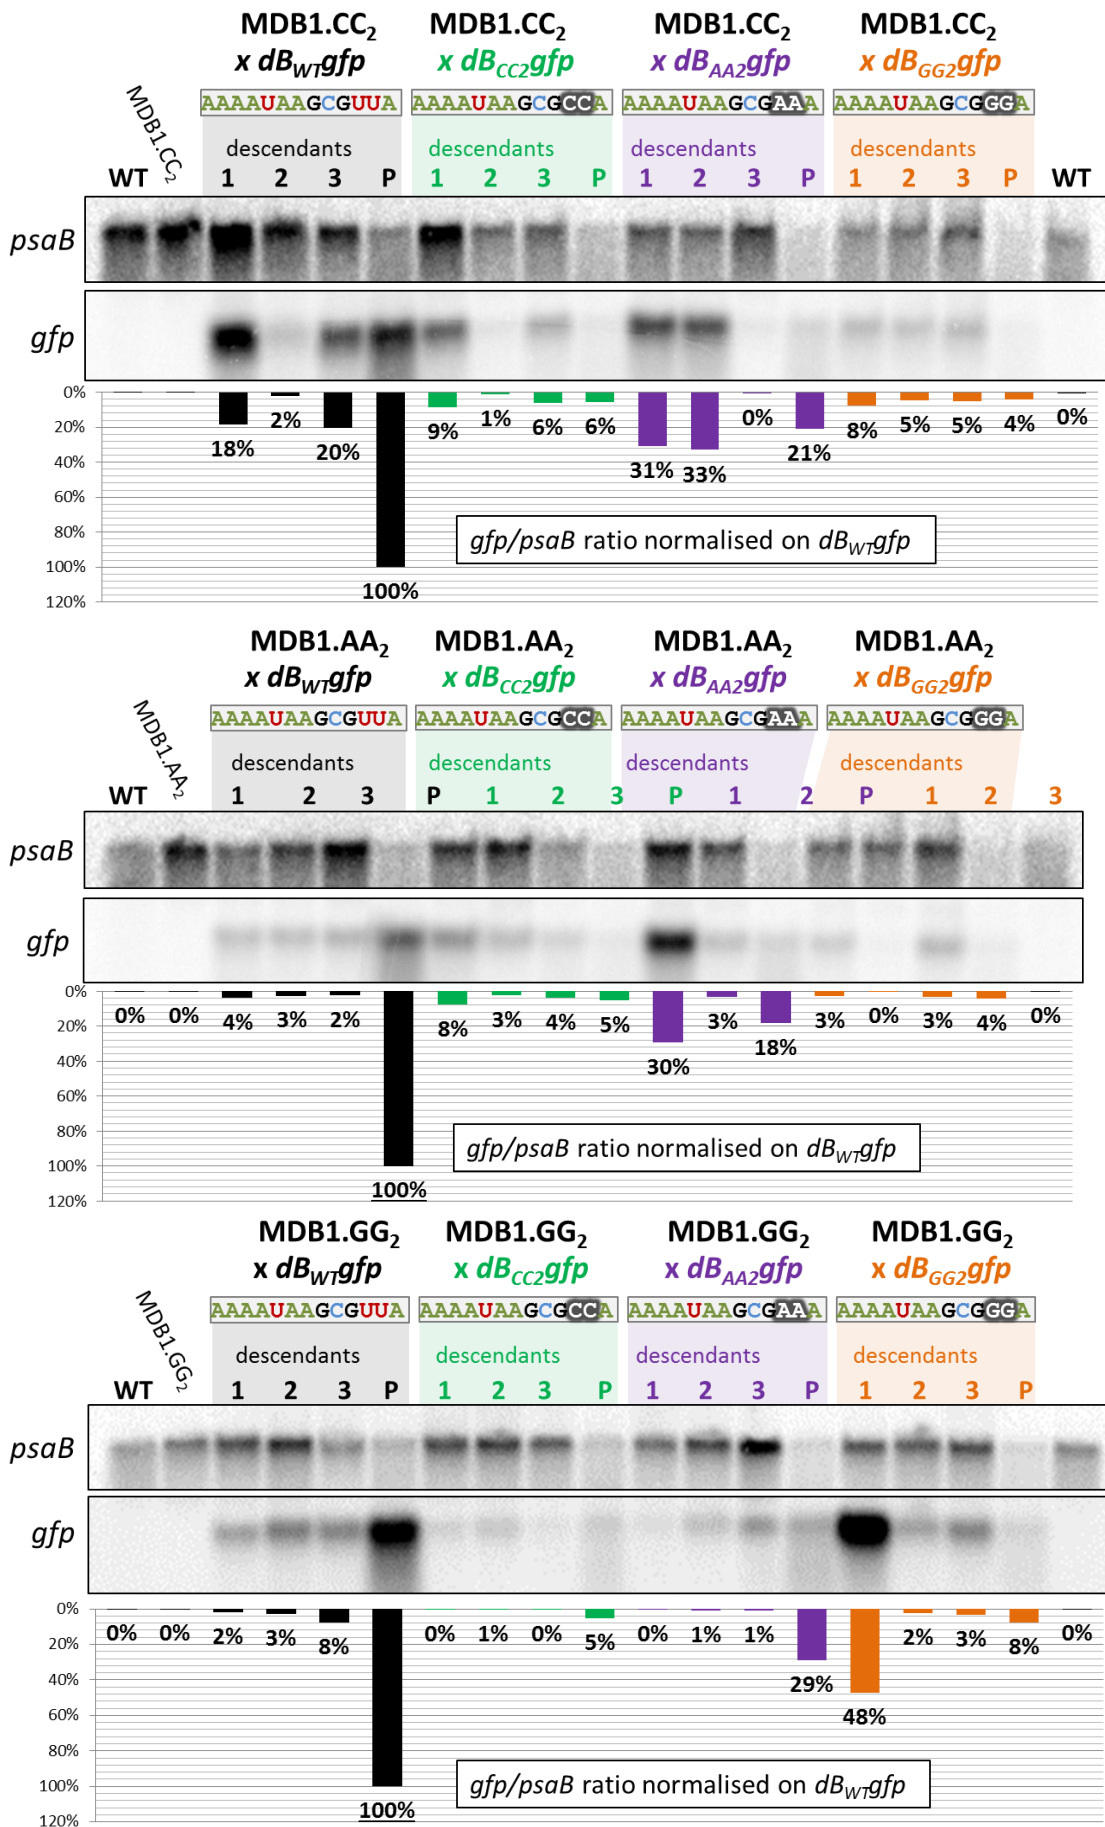 MDB1.CC2 MDB1.CC2 MDB1.CC2 MDB1.CC2
x dBWTgfp x dBCC2gfp x dBAA2gfp x dBGG2gfp
MDB1.CC2
AAAAUAAGCGUUA AAAAUAAGCGCCA AAAAUAAGCGAAA AAAAUAAGCGGGA
descendants descendants descendants descendants
WT 1 2 3 P 1 2 3 P 1 2 3 P 1 2 3 P WT
psaB
gfp
0%
20%
40%
60%
80%
100%
120%
18% 2% 20% 100% 9% 1% 6% 6% 31% 33% 0% 21% 8% 5% 5% 4% 0%
gfp/psaB ratio normalised on dBWTgfp
MDB1.AA2 MDB1.AA2 MDB1.AA2 MDB1.AA2
x dBWTgfp x dBCC2gfp x dBAA2gfp x dBGG2gfp
MDB1.AA2
AAAAUAAGCGUUA AAAAUAAGCGCCA AAAAUAAGCGAAA AAAAUAAGCGGGA
descendants descendants descendants descendants
WT 1 2 3 P 1 2 3 P 1 2 P 1 2 3
psaB
gfp
0%
20%
40%
60%
80%
100%
120%
0% 0% 4% 3% 2% 100% 8% 3% 4% 5% 30% 3% 18% 3% 0% 3% 4% 0%
gfp/psaB ratio normalised on dBWTgfp
MDB1.GG2 MDB1.GG2 MDB1.GG2 MDB1.GG2
x dBWTgfp x dBCC2gfp x dBAA2gfp x dBGG2gfp
MDB1.GG2
AAAAUAAGCGUUA AAAAUAAGCGCCA AAAAUAAGCGAAA AAAAUAAGCGGGA
descendants descendants descendants descendants
WT 1 2 3 P 1 2 3 P 1 2 3 P 1 2 3 P
psaB
gfp
0%
20%
40%
60%
80%
100%
120%
0% 0% 2% 3% 8% 100% 0% 1% 0% 5% 0% 1% 1% 29% 48% 2% 3% 8% 0%
gfp/psaB ratio normalised on dBWTgfp